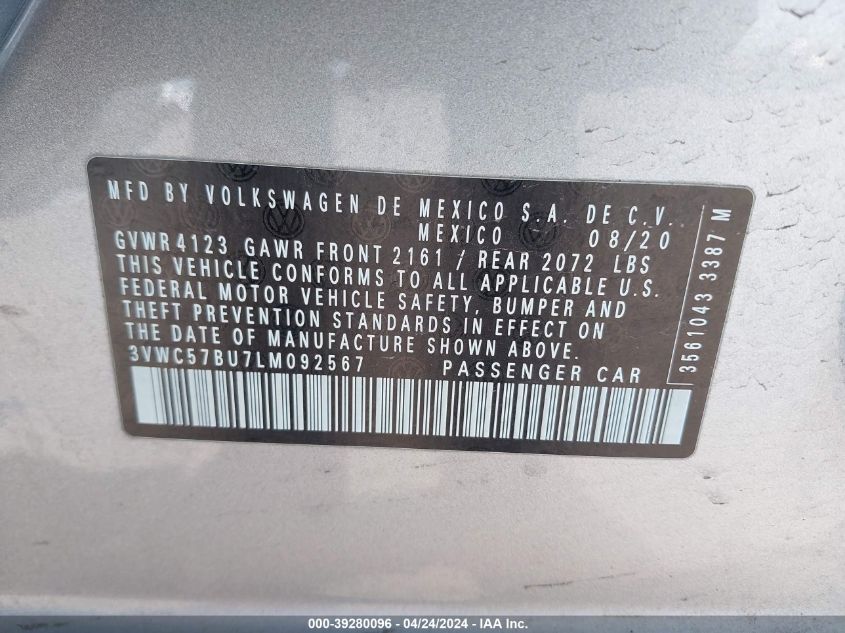 MFD BY VOLKSWAGEN DE MEXICO S.A. DE C.V.
MEXICO 08/20
GVWR 4123 GAWR FRONT 2161 / REAR 2072 LBS
THIS VEHICLE CONFORMS TO ALL APPLICABLE U.S.
FEDERAL MOTOR VEHICLE SAFETY, BUMPER AND
THEFT PREVENTION STANDARDS IN EFFECT ON
THE DATE OF MANUFACTURE SHOWN ABOVE.
3VWC57BU7LM092567 PASSENGER CAR
3561043 3387 M
000-39280096 - 04/24/2024 - IAA Inc.